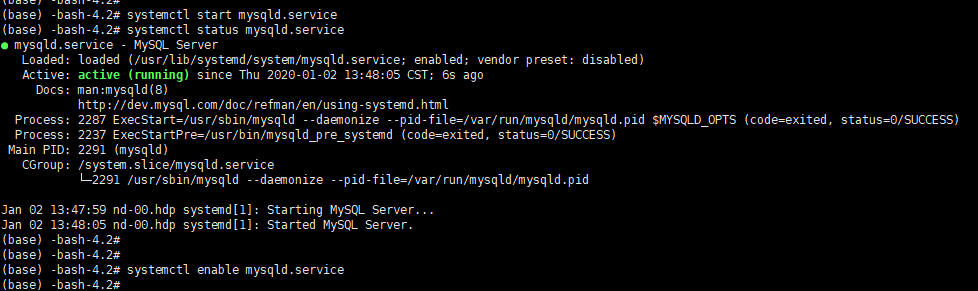 (base) -bash-4.2#
(base) -bash-4.2# systemctl start mysqld.service
(base) -bash-4.2# systemctl status mysqld.service
● mysqld.service - MySQL Server
   Loaded: loaded (/usr/lib/systemd/system/mysqld.service; enabled; vendor preset: disabled)
   Active: active (running) since Thu 2020-01-02 13:48:05 CST; 6s ago
     Docs: man:mysqld(8)
           http://dev.mysql.com/doc/refman/en/using-systemd.html
  Process: 2287 ExecStart=/usr/sbin/mysqld --daemonize --pid-file=/var/run/mysqld/mysqld.pid $MYSQLD_OPTS (code=exited, status=0/SUCCESS)
  Process: 2237 ExecStartPre=/usr/bin/mysqld_pre_systemd (code=exited, status=0/SUCCESS)
 Main PID: 2291 (mysqld)
   CGroup: /system.slice/mysqld.service
           └─2291 /usr/sbin/mysqld --daemonize --pid-file=/var/run/mysqld/mysqld.pid

Jan 02 13:47:59 nd-00.hdp systemd[1]: Starting MySQL Server...
Jan 02 13:48:05 nd-00.hdp systemd[1]: Started MySQL Server.
(base) -bash-4.2#
(base) -bash-4.2#
(base) -bash-4.2# systemctl enable mysqld.service
(base) -bash-4.2#